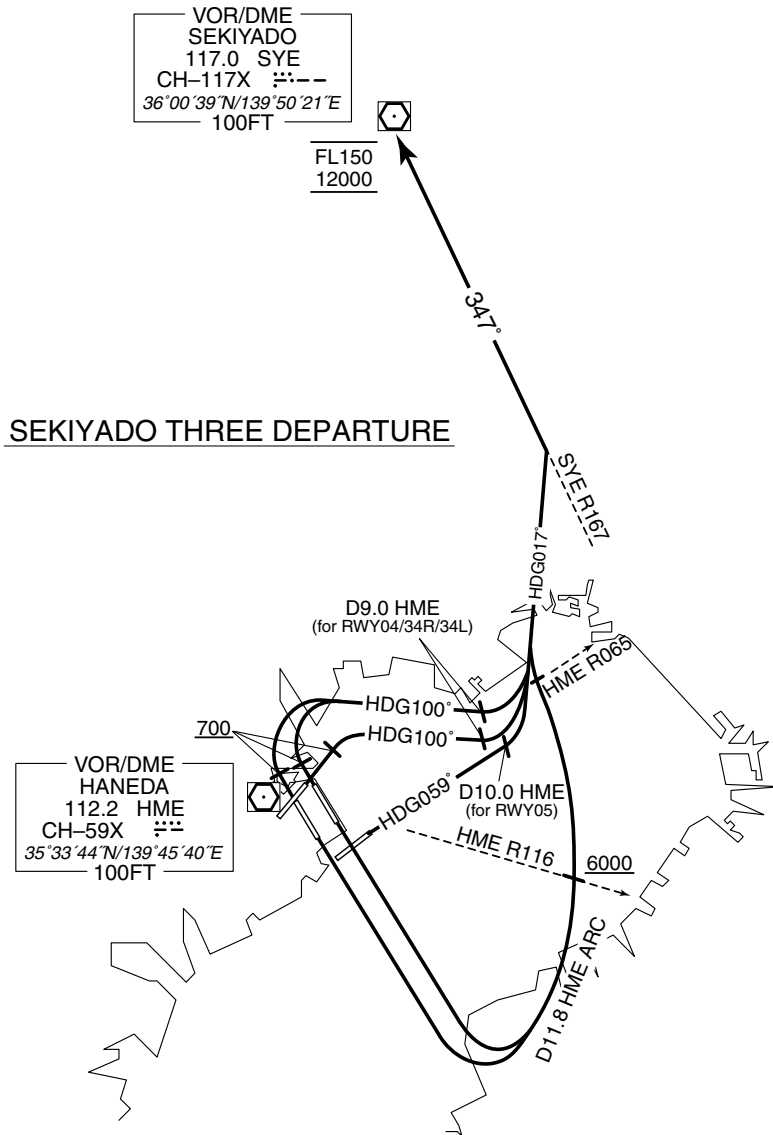 VOR/DME
SEKIYADO
117.0 SYE
CH–117X
36°00´39˝N/139°50´21˝E
100FT
FL150
12000
347°
SEKIYADO THREE DEPARTURE
SYE R167
HDG017°
D9.0 HME
(for RWY04/34R/34L)
HME R065
HDG100°
700
HDG100°
VOR/DME
HANEDA
112.2 HME
CH–59X
35°33´44˝N/139°45´40˝E
100FT
D10.0 HME
(for RWY05)
HDG059°
HME R116
6000
D11.8 HME ARC